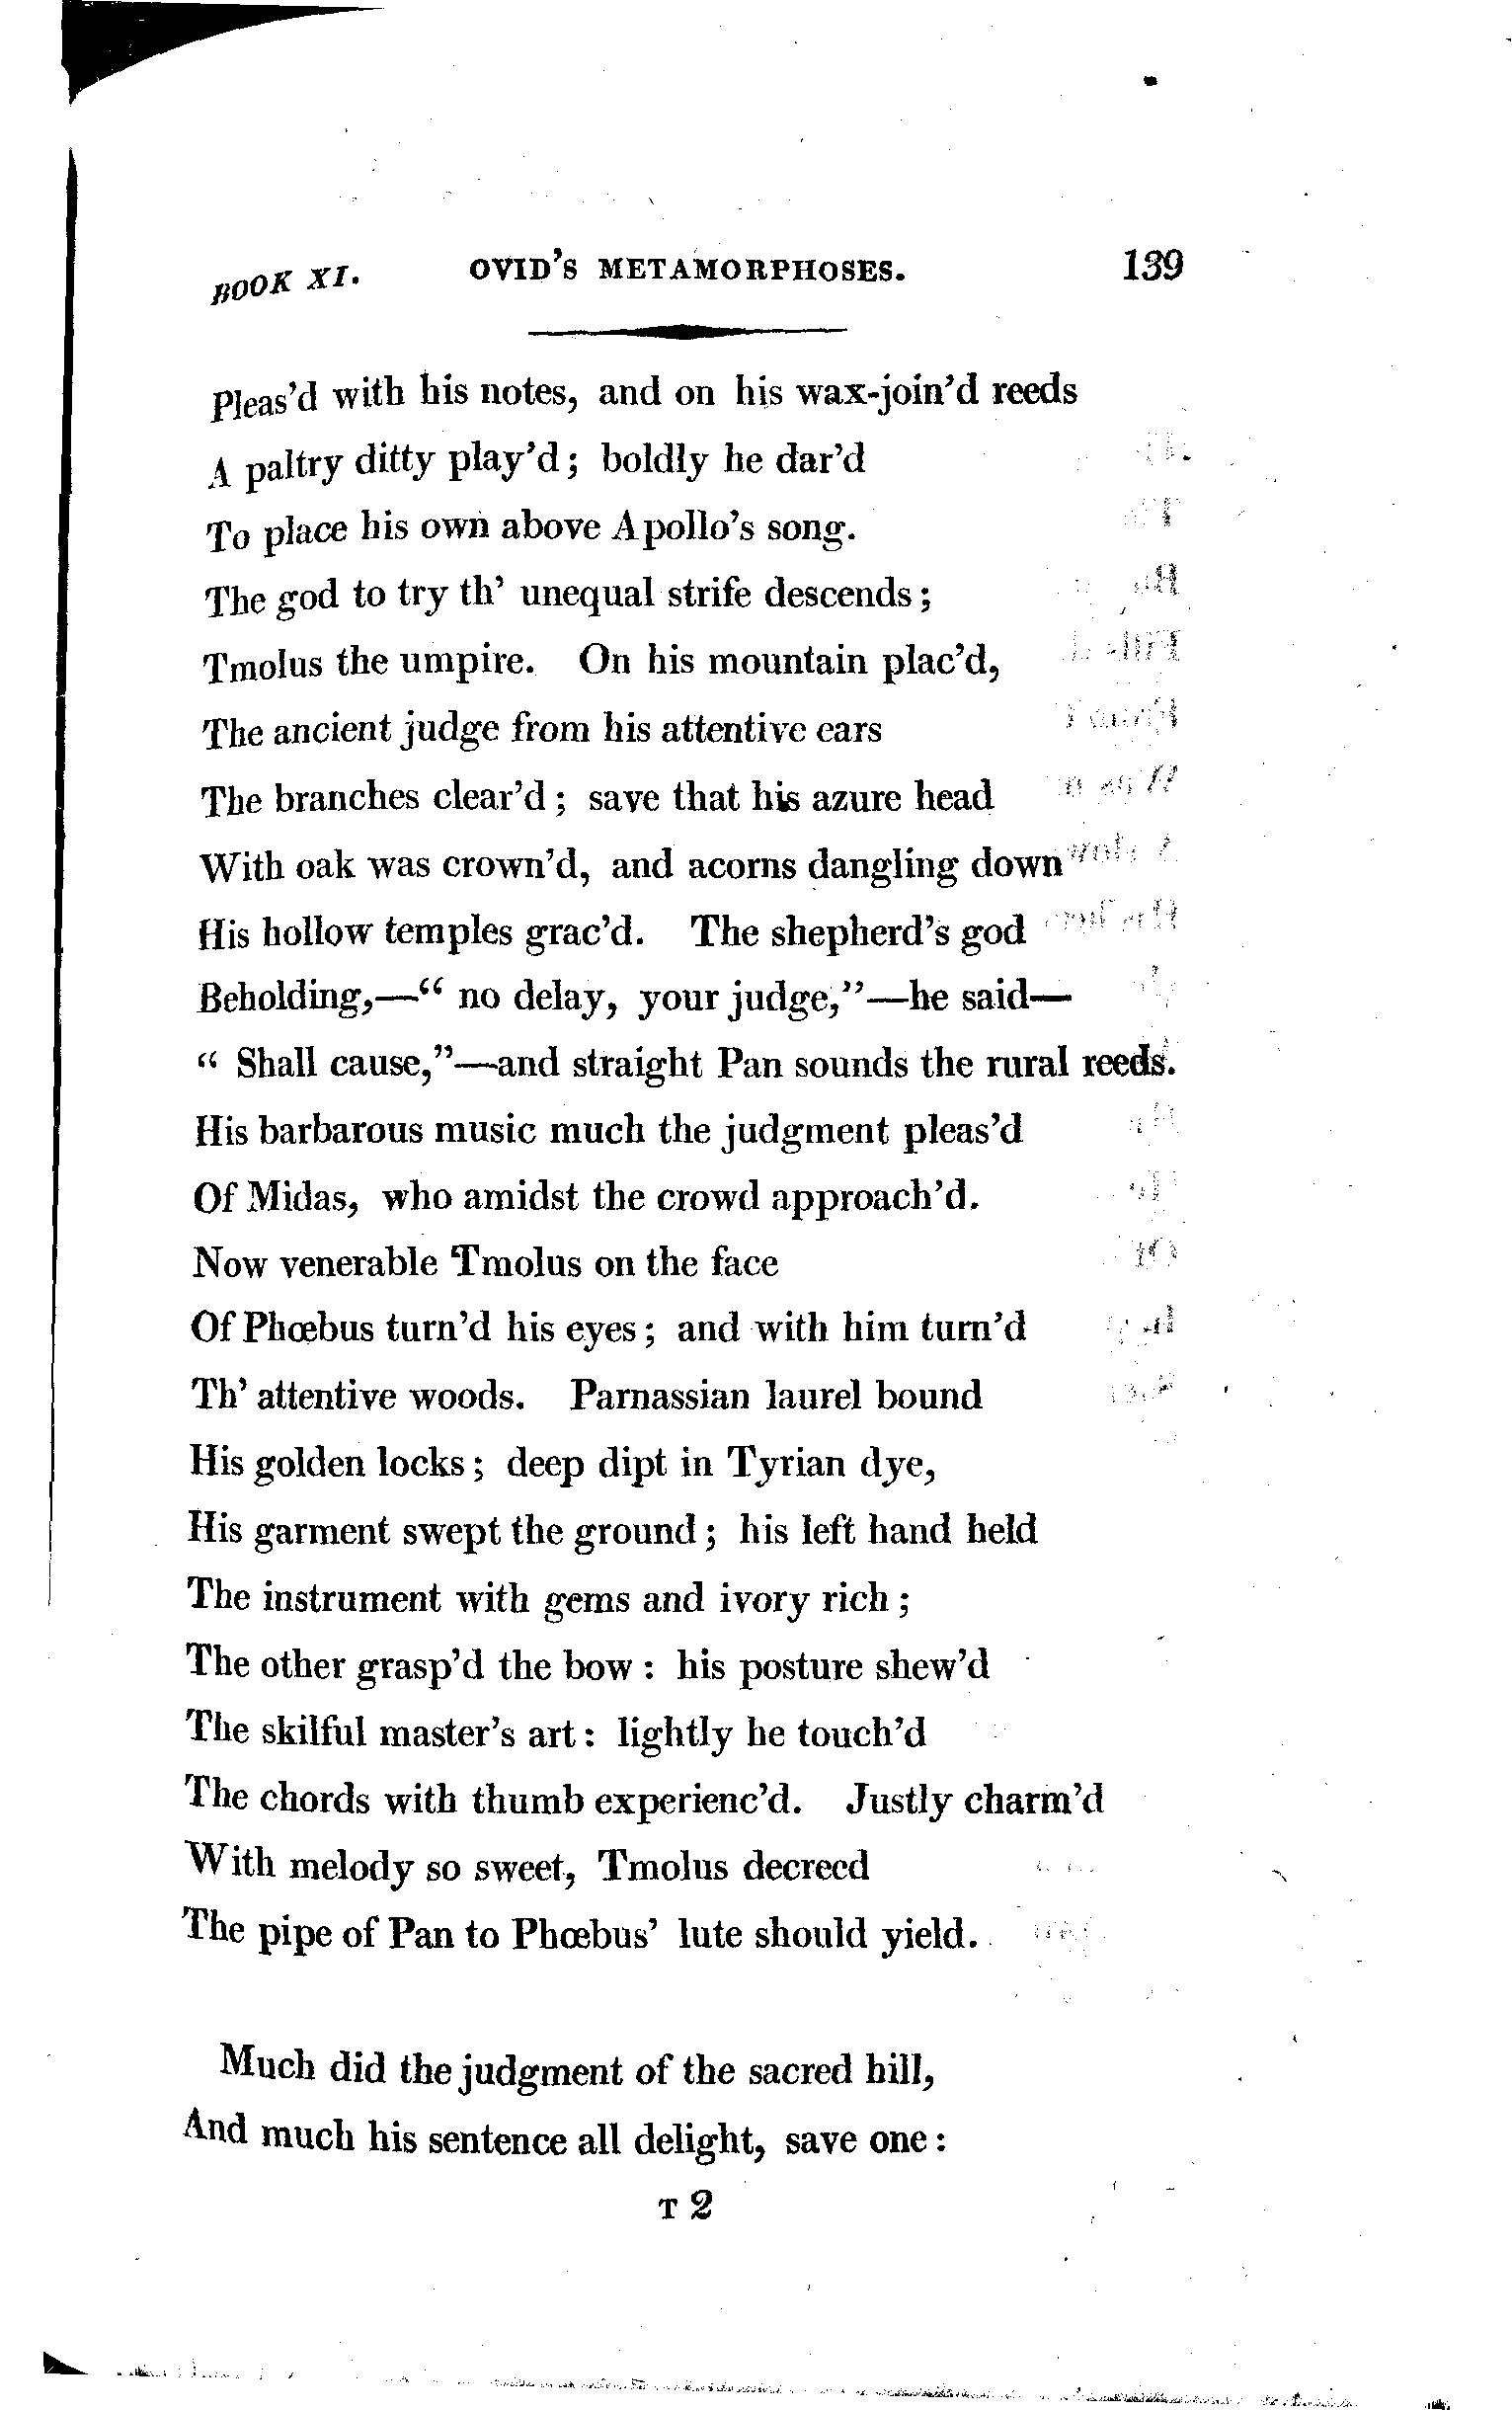 BOOK XI. OVID'S METAMORPHOSES. 139
Pleas'd with his notes, and on his wax-join'd reeds
A paltry ditty play'd; boldly he dar'd
To place his own above Apollo's song.
The god to try th' unequal strife descends;
Tmolus the umpire. On his mountain plac'd,
The ancient judge from his attentive ears
The branches clear'd; save that his azure head
With oak was crown'd, and acorns dangling down
His hollow temples grac'd. The shepherd's god
Beholding,—“ no delay, your judge,”—he said—
“ Shall cause,”—and straight Pan sounds the rural reeds.
His barbarous music much the judgment pleas'd
Of Midas, who amidst the crowd approach'd.
Now venerable Tmolus on the face
Of Phœbus turn'd his eyes; and with him turn'd
Th' attentive woods. Parnassian laurel bound
His golden locks; deep dipt in Tyrian dye,
His garment swept the ground; his left hand held
The instrument with gems and ivory rich;
The other grasp'd the bow: his posture shew'd
The skilful master's art: lightly he touch'd
The chords with thumb experienc'd. Justly charm'd
With melody so sweet, Tmolus decreed
The pipe of Pan to Phœbus' lute should yield.
Much did the judgment of the sacred hill,
And much his sentence all delight, save one:
T 2